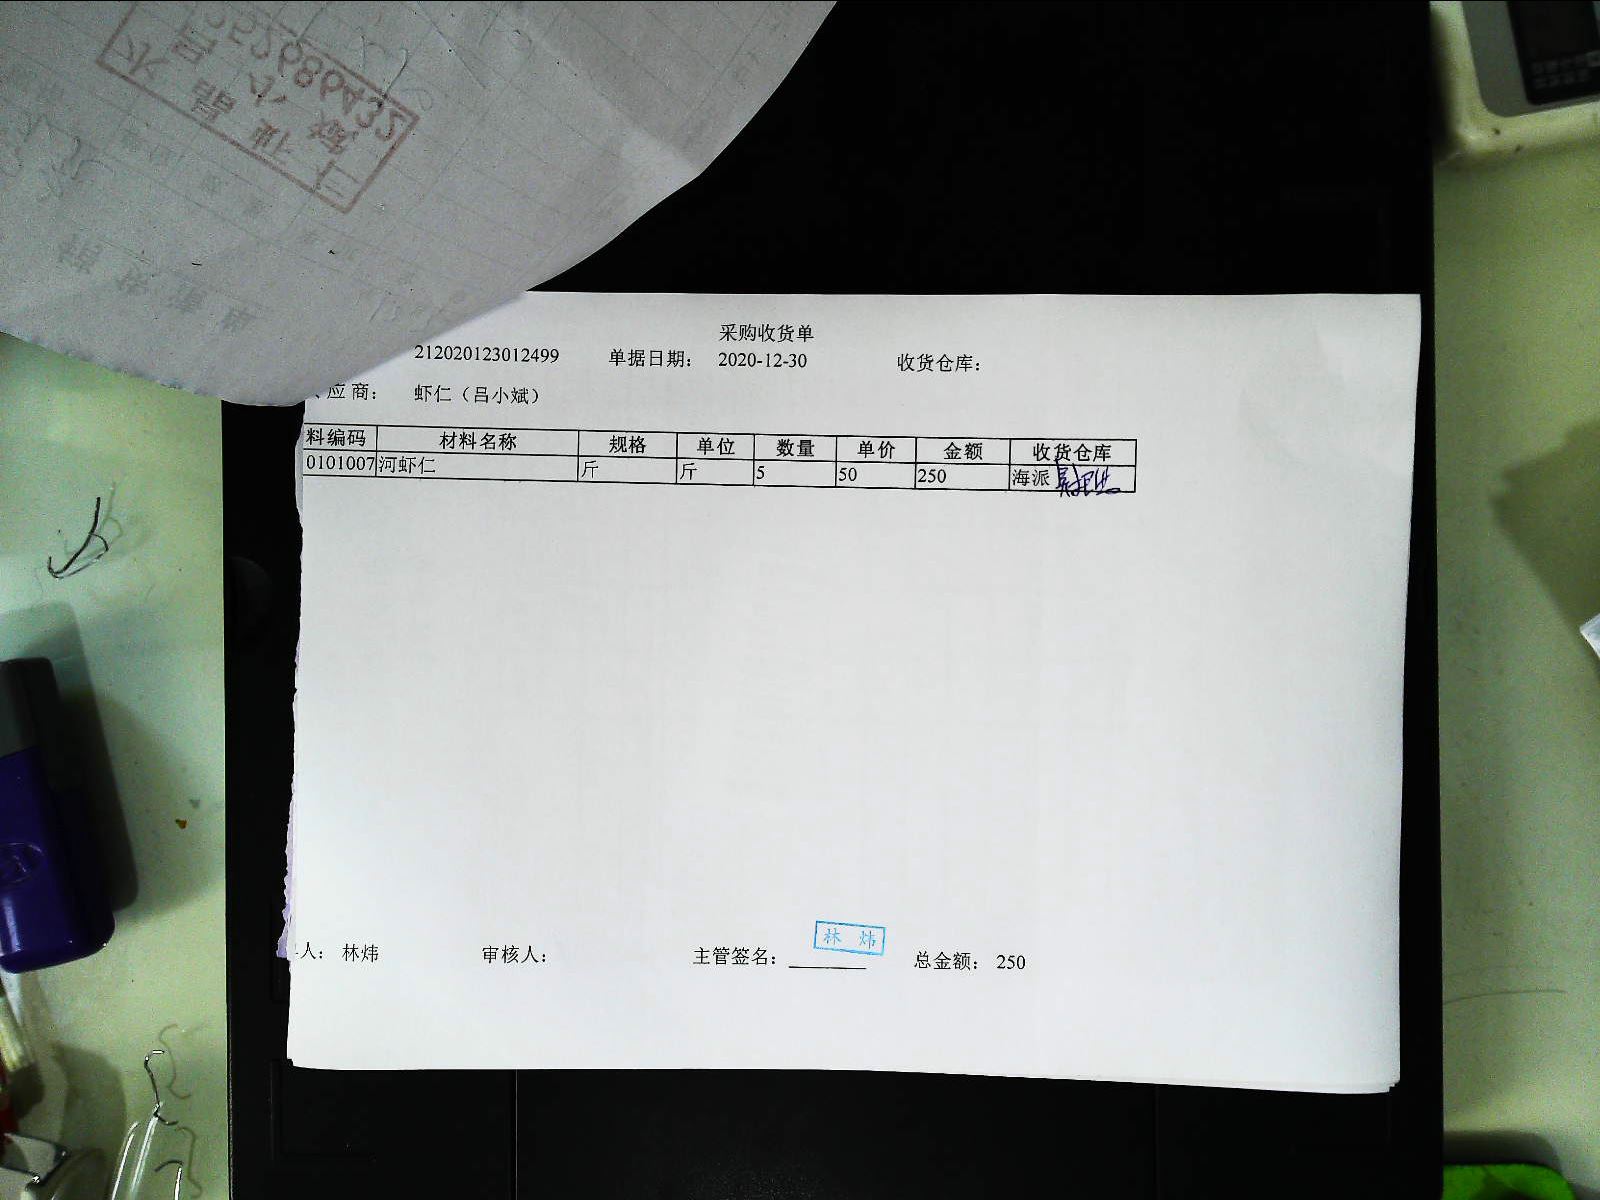 采购收货单
212020123012499 单据日期： 2020-12-30 收货仓库：
应商： 虾仁（吕小斌）
料编码 材料名称 规格 单位 数量 单价 金额 收货仓库
0101007 河虾仁 斤 斤 5 50 250 海派
人： 林炜 审核人： 主管签名： 林炜 总金额： 250